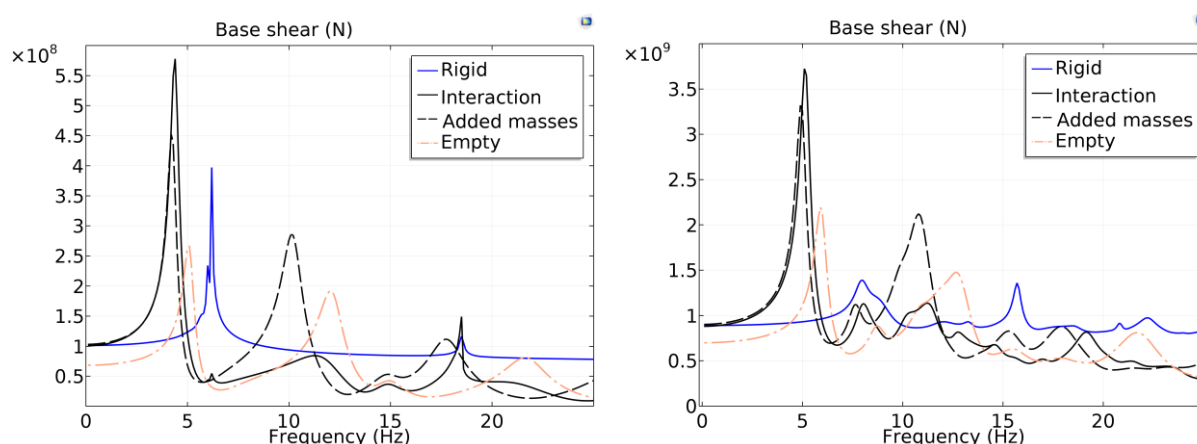 Base shear (N)
×10⁸
5.5
5
4.5
4
3.5
3
2.5
2
1.5
1
0.5
0
5
10
15
20
Frequency (Hz)
Rigid
Interaction
Added masses
Empty
Base shear (N)
×10⁹
3.5
3
2.5
2
1.5
1
0.5
0
0
5
10
15
20
Frequency (Hz)
Rigid
Interaction
Added masses
Empty